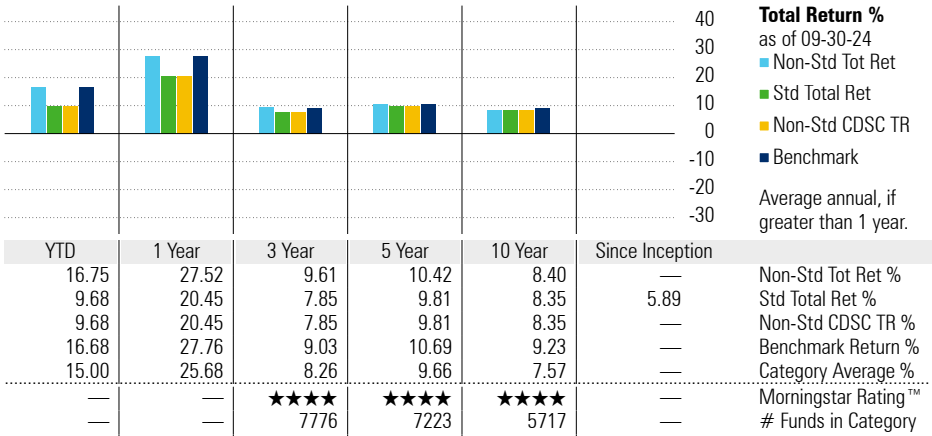 40
30
20
10
0
-10
-20
-30
Total Return %
as of 09-30-24
Non-Std Tot Ret
Std Total Ret
Non-Std CDSC TR
Benchmark
Average annual, if
greater than 1 year.
YTD 1 Year 3 Year 5 Year 10 Year Since Inception
16.75 27.52 9.61 10.42 8.40 — Non-Std Tot Ret %
9.68 20.45 7.85 9.81 8.35 5.89 Std Total Ret %
9.68 20.45 7.85 9.81 8.35 — Non-Std CDSC TR %
16.68 27.76 9.03 10.69 9.23 — Benchmark Return %
15.00 25.68 8.26 9.66 7.57 — Category Average %
— — ★★★★ ★★★★ ★★★★ — Morningstar Rating™
— — 7776 7223 5717 — # Funds in Category